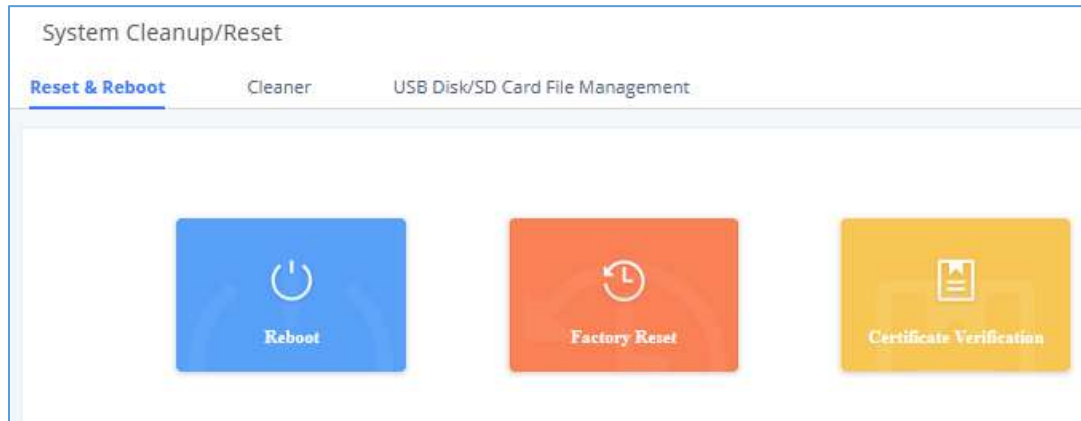 System Cleanup/Reset
Reset & Reboot Cleaner USB Disk/SD Card File Management
Reboot Factory Reset Certificate Verification